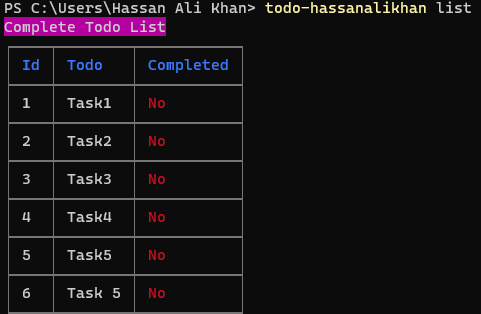 PS C:\Users\Hassan Ali Khan> todo-hassanalikhan list
Complete Todo List
Id Todo Completed
1 Task1 No
2 Task2 No
3 Task3 No
4 Task4 No
5 Task5 No
6 Task 5 No